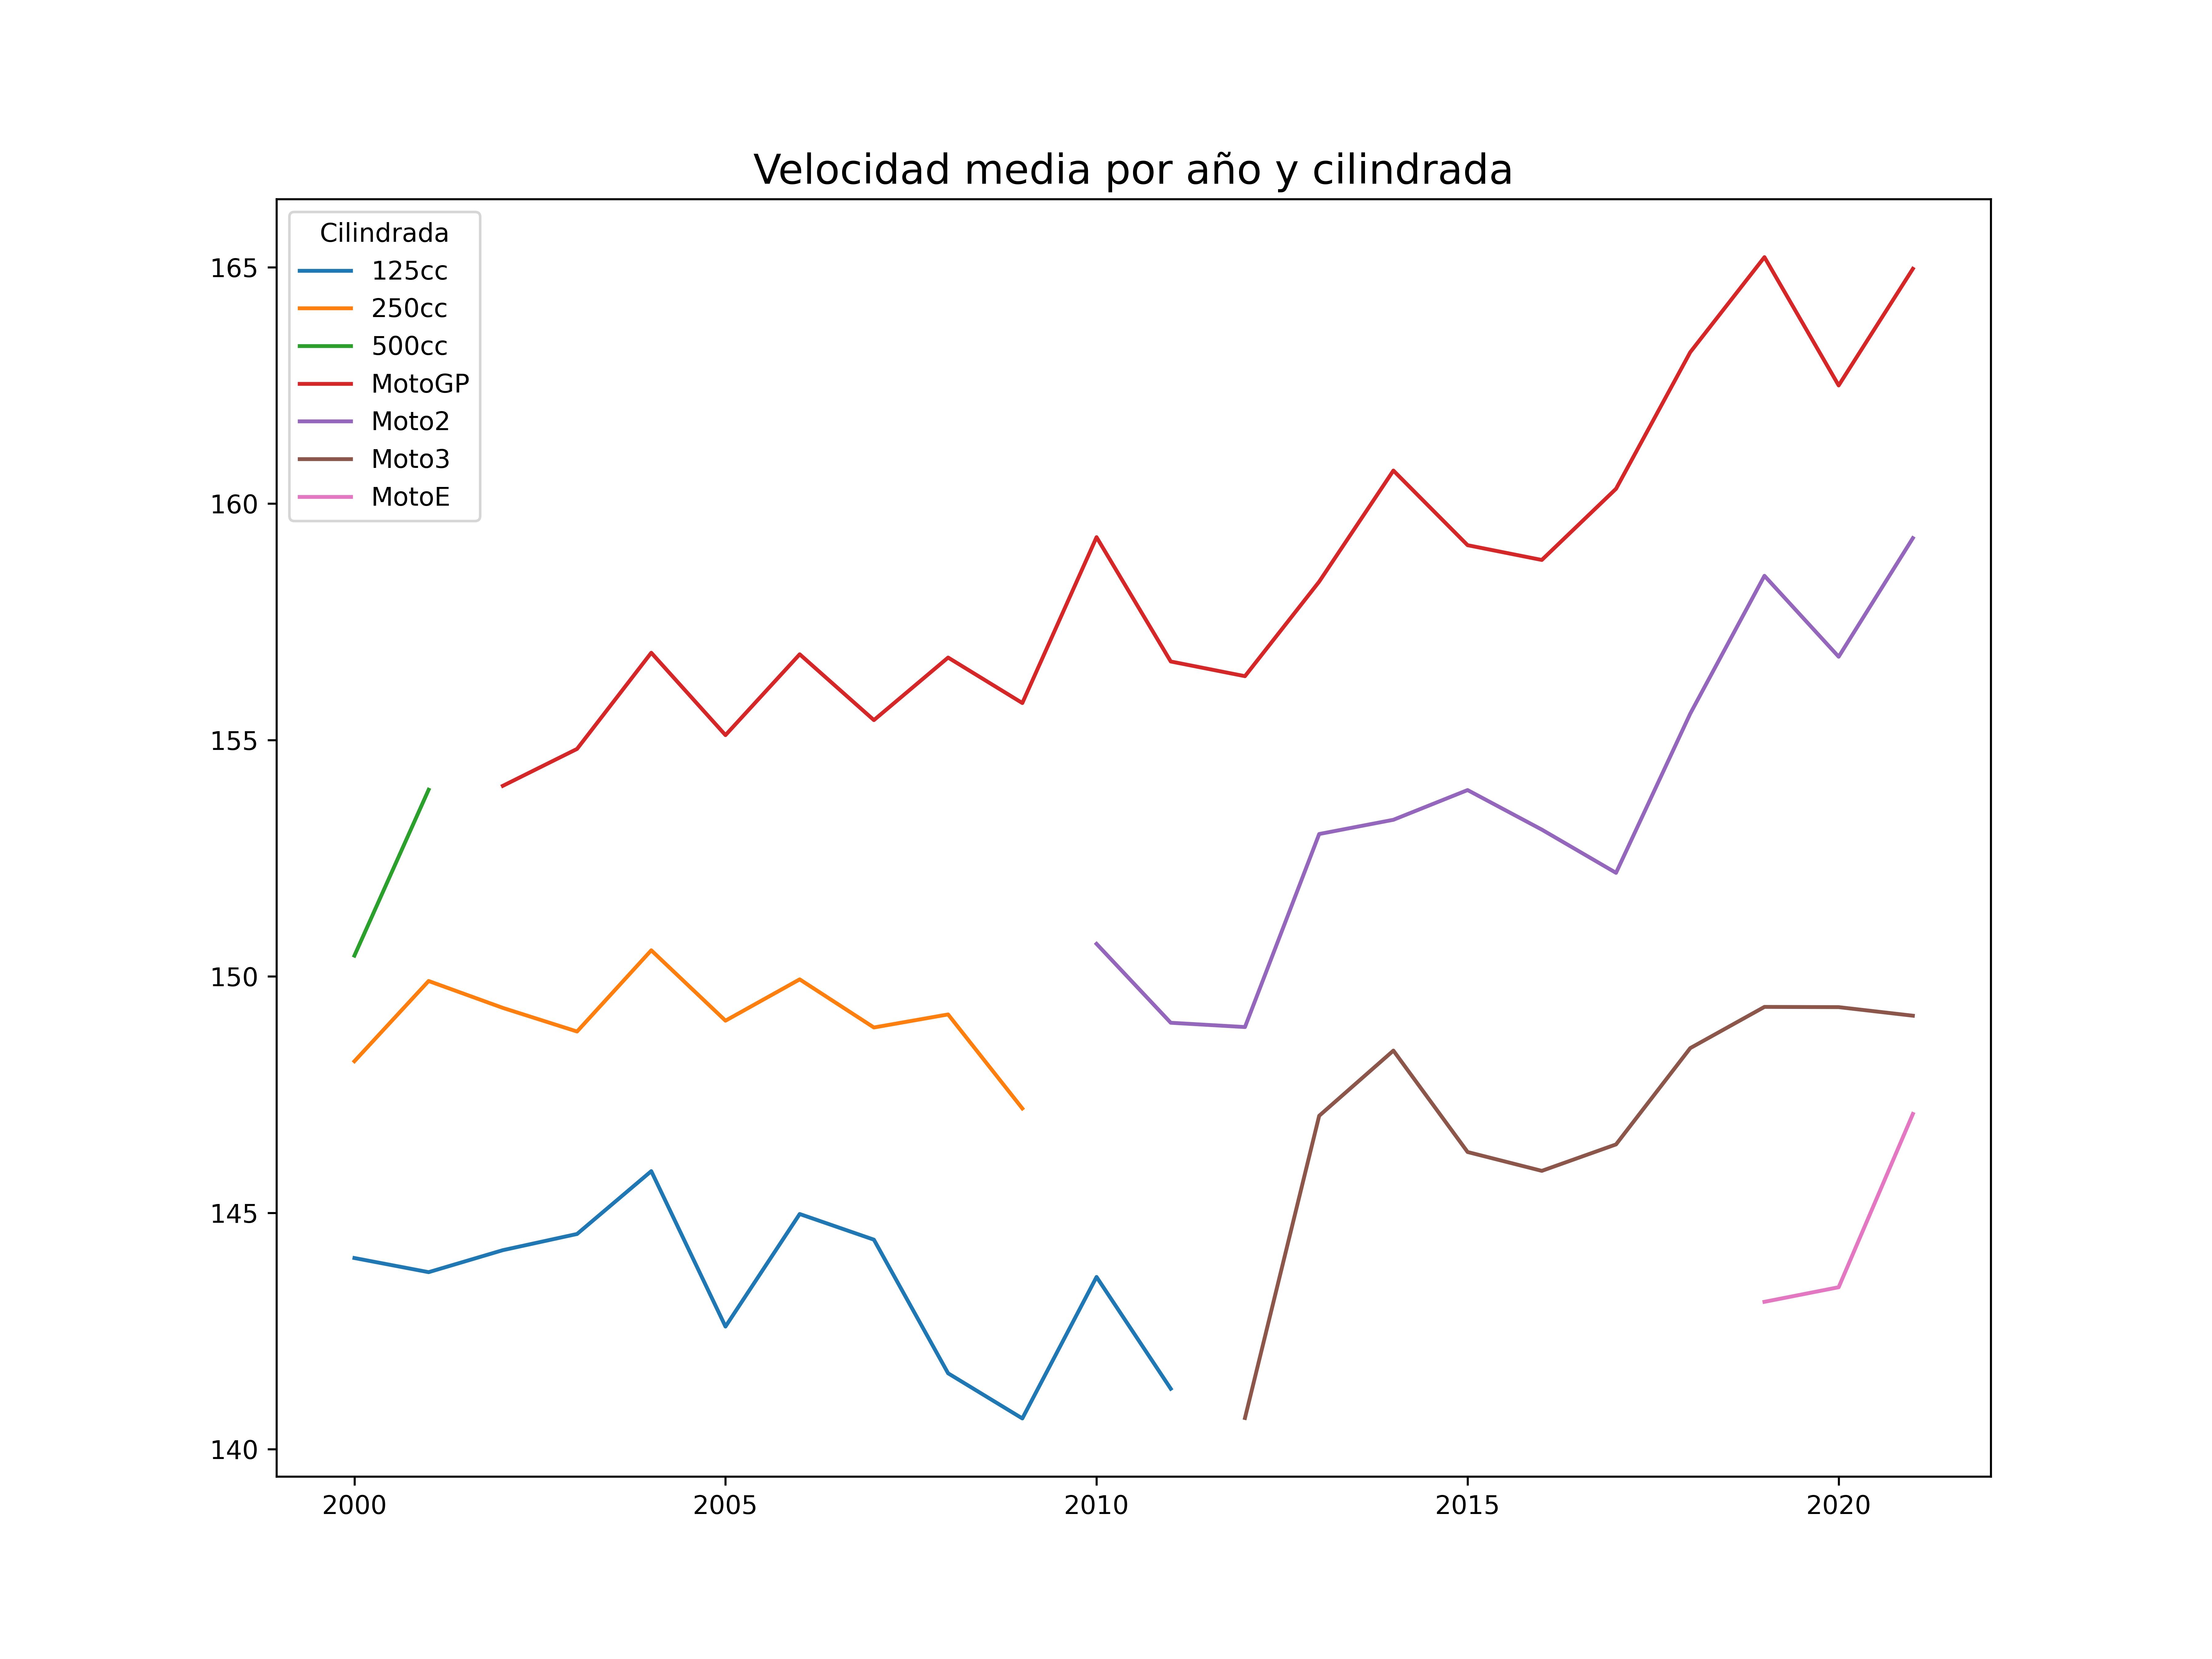 Velocidad media por año y cilindrada
Cilindrada
125cc
250cc
500cc
MotoGP
Moto2
Moto3
MotoE
165
160
155
150
145
140
2000 2005 2010 2015 2020